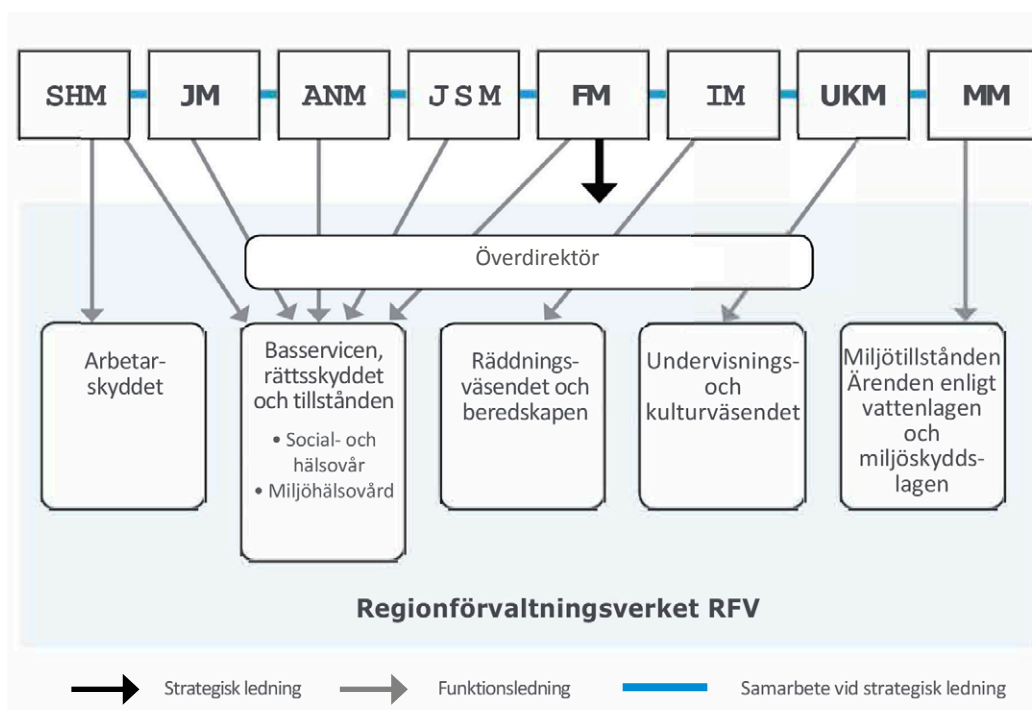 SHM
JM
ANM
JSM
FM
IM
UKM
MM
Överdirektör
Arbetar-
skyddet
Basservicen,
rättsskyddet
och tillstånden
• Social- och
hälsovår
• Miljöhälsovård
Räddnings-
väsendet och
beredskapen
Undervisnings-
och
kulturväsendet
Miljötillstånden
Ärenden enligt
vattenlagen
och
miljöskydds-
lagen
Regionförvaltningsverket RFV
Strategisk ledning
Funktionsledning
Samarbete vid strategisk ledning